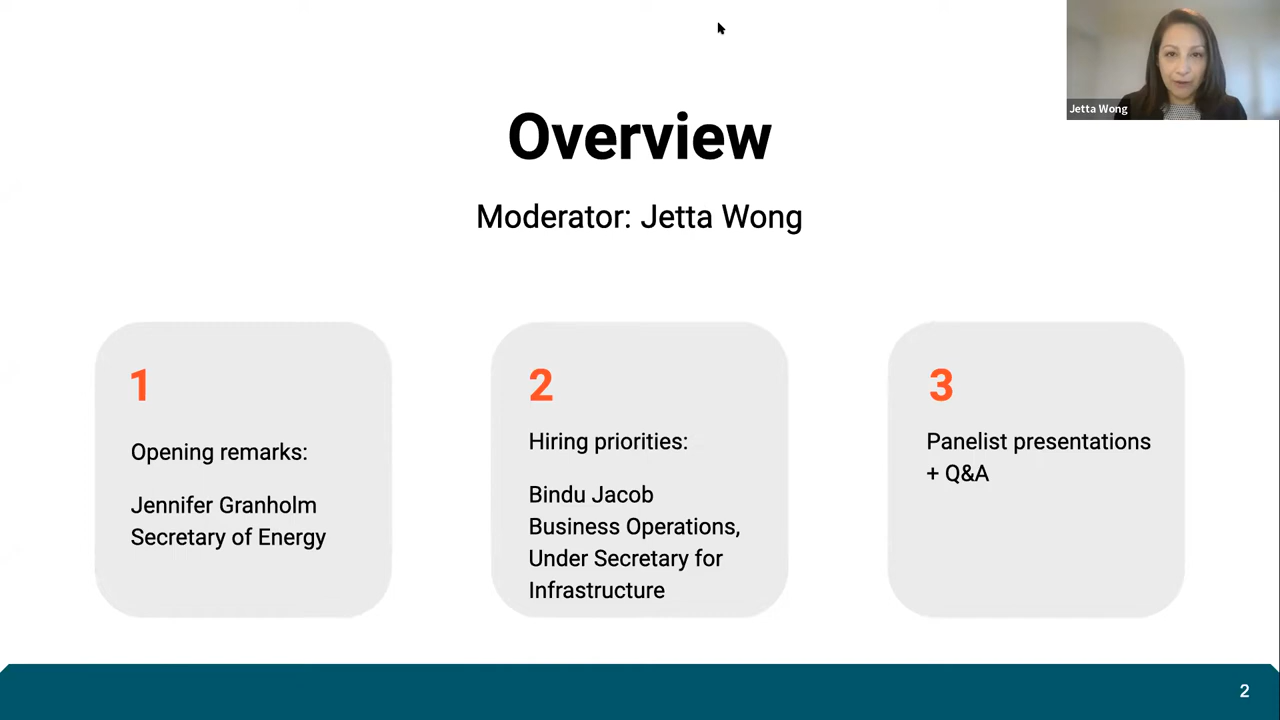 Jetta Wong
Overview
Moderator: Jetta Wong
1
Opening remarks:
Jennifer Granholm
Secretary of Energy
2
Hiring priorities:
Bindu Jacob
Business Operations,
Under Secretary for
Infrastructure
3
Panelist presentations
+ Q&A
2